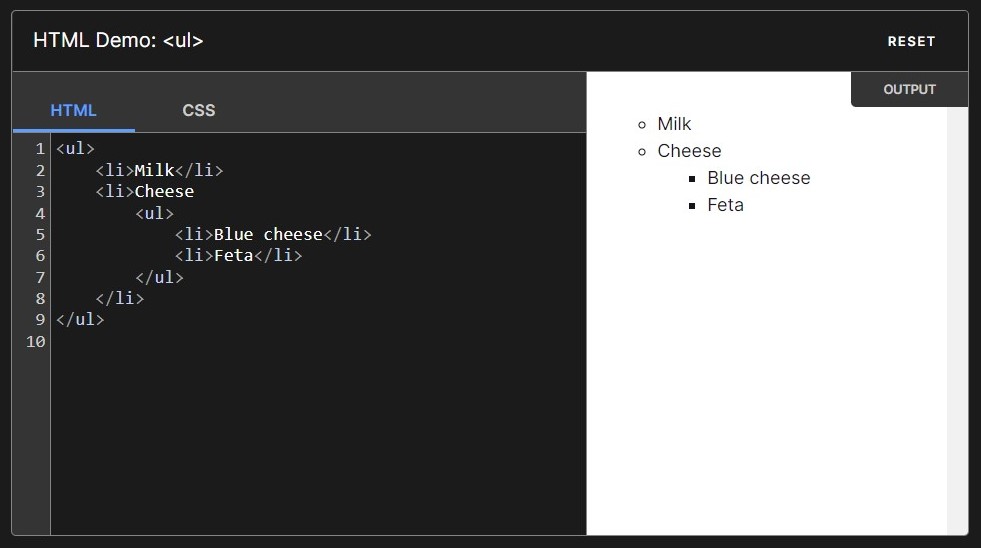 HTML Demo: <ul>
RESET
HTML CSS
1 <ul>
2     <li>Milk</li>
3     <li>Cheese
4         <ul>
5             <li>Blue cheese</li>
6             <li>Feta</li>
7         </ul>
8     </li>
9 </ul>
10
OUTPUT
Milk
Cheese
Blue cheese
Feta